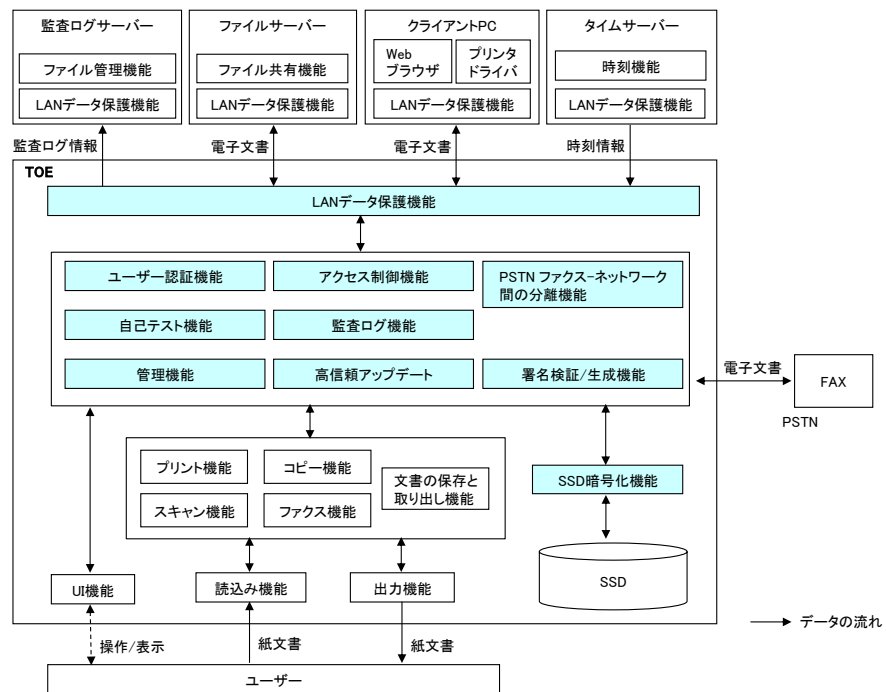 監査ログサーバー
ファイル管理機能
LANデータ保護機能
ファイルサーバー
ファイル共有機能
LANデータ保護機能
クライアントPC
Web
ブラウザ
プリンタ
ドライバ
LANデータ保護機能
タイムサーバー
時刻機能
LANデータ保護機能
監査ログ情報
電子文書
電子文書
時刻情報
TOE
LANデータ保護機能
ユーザー認証機能
アクセス制御機能
PSTN ファクス-ネットワーク
間の分離機能
自己テスト機能
監査ログ機能
管理機能
高信頼アップデート
署名検証/生成機能
電子文書
FAX
PSTN
プリント機能
コピー機能
文書の保存と
取り出し機能
スキャン機能
ファクス機能
SSD暗号化機能
SSD
UI機能
読込み機能
出力機能
操作/表示
紙文書
紙文書
データの流れ
ユーザー